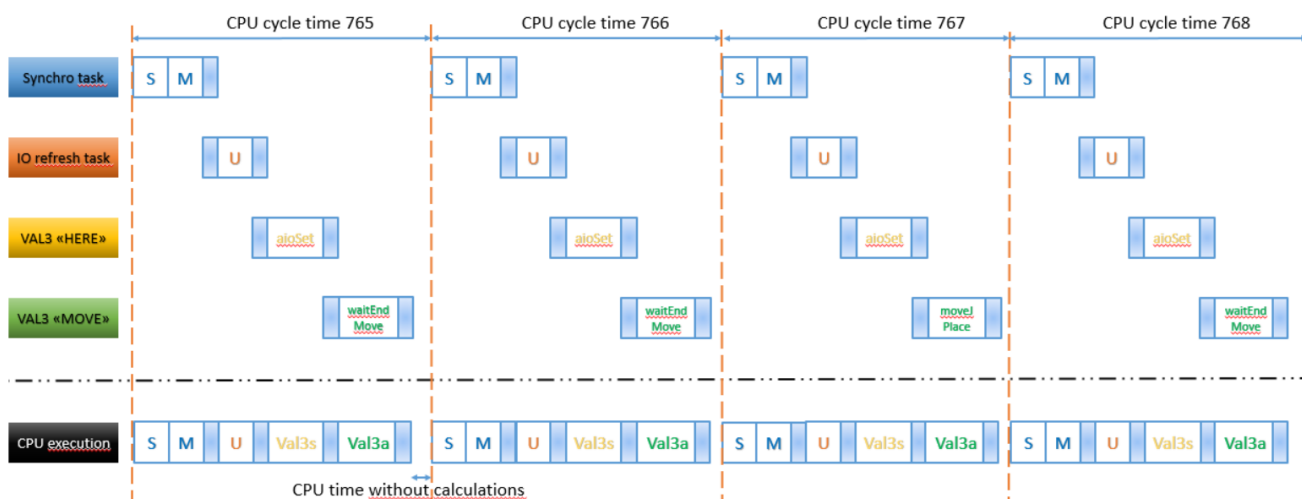 CPU cycle time 765 CPU cycle time 766 CPU cycle time 767 CPU cycle time 768
Synchro task S M S M S M S M
IO refresh task U U U U
VAL3 «HERE» aioSet aioSet aioSet aioSet
VAL3 «MOVE» waitEnd waitEnd moveJ waitEnd
Move Move Place Move
CPU execution S M U Val3s Val3a S M U Val3s Val3a S M U Val3s Val3a S M U Val3s Val3a
CPU time without calculations